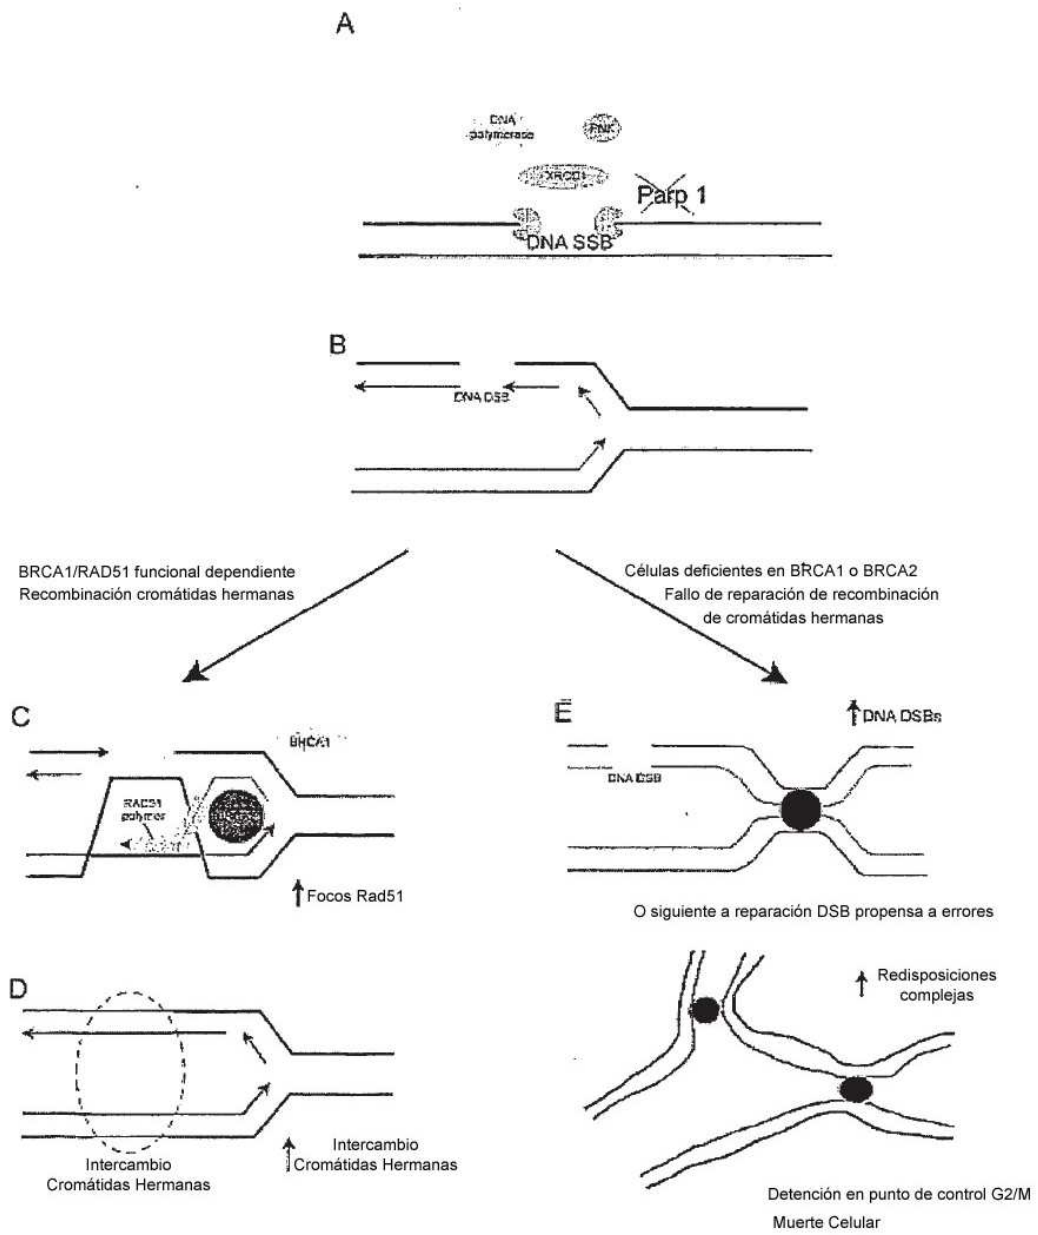 A
DNA
polymerase
PNK
XRCC1
Parp 1
DNA SSB
B
DNA DSB
BRCA1/RAD51 funcional dependiente
Recombinación cromátidas hermanas
Células deficientes en BRCA1 o BRCA2
Fallo de reparación de recombinación
de cromátidas hermanas
C
BRCA1
RAD51
polymer
Focos Rad51
E
DNA DSBs
DNA DSB
O siguiente a reparación DSB propensa a errores
D
Intercambio
Cromátidas Hermanas
Intercambio
Cromátidas Hermanas
Redisposiciones
complejas
Detención en punto de control G2/M
Muerte Celular